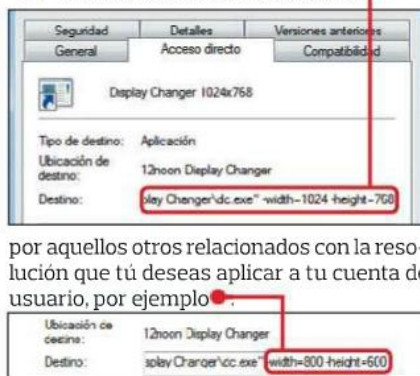 Seguridad Detalles Versiones anteriores
General Acceso directo Compatibilidad
Display Changer 1024x768
Tipo de destino: Aplicación
Ubicación de
destino: 12noon Display Changer
Destino: play Changer\dc.exe" -width=1024 -height=768
por aquellos otros relacionados con la reso-
lución que tú deseas aplicar a tu cuenta de
usuario, por ejemplo
Ubicación de
destino: 12noon Display Changer
Destino: splay Changer\dc.exe" -width=800 -height=600